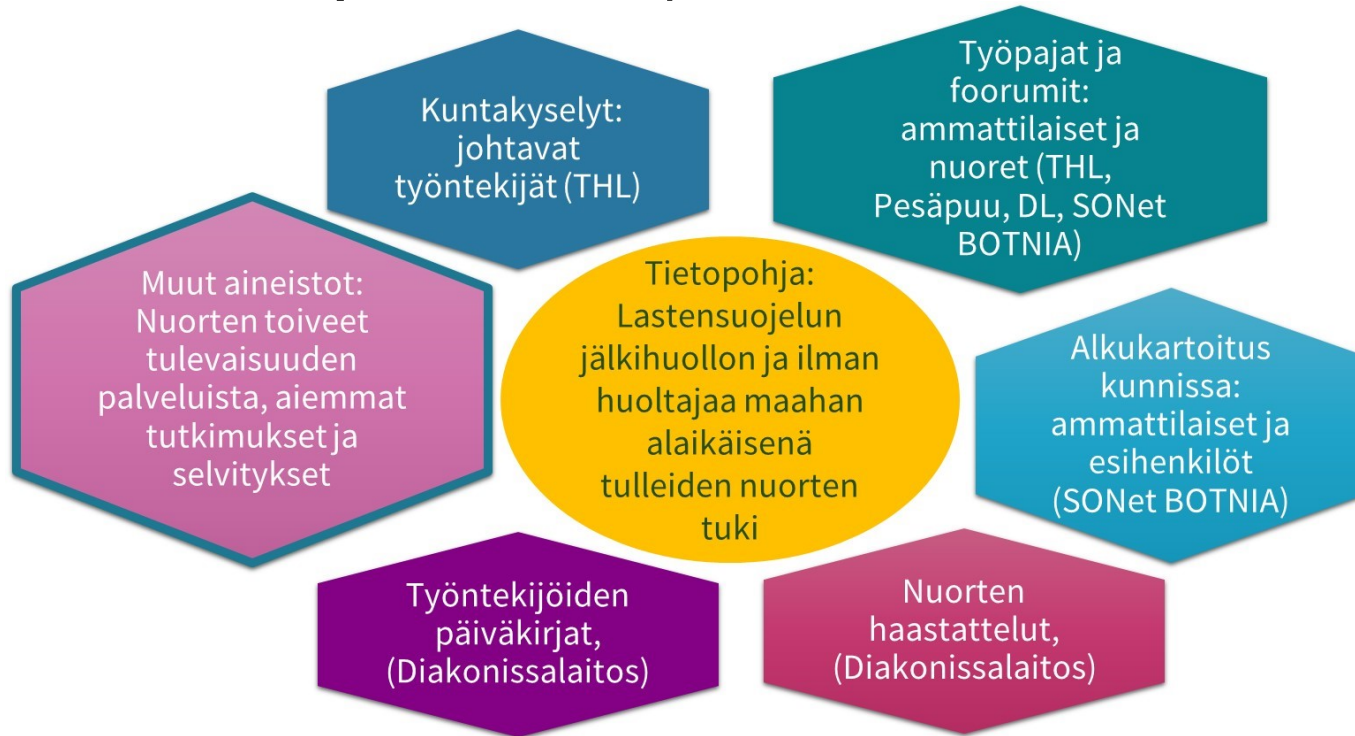 Kuntakyselyt:
johtavat
työntekijät (THL)
Työpajat ja
foorumit:
ammattilaiset ja
nuoret (THL,
Pesäpuu, DL, SONet
BOTNIA)
Muut aineistot:
Nuorten toiveet
tulevaisuuden
palveluista, aiemmat
tutkimukset ja
selvitykset
Tietopohja:
Lastensuojelun
jälkihuollon ja ilman
huoltajaa maahan
alaikäisenä
tulleiden nuorten
tuki
Alkukartoitus
kunnissa:
ammattilaiset ja
esihenkilöt
(SONet BOTNIA)
Työntekijöiden
päiväkirjat,
(Diakonissalaitos)
Nuorten
haastattelut,
(Diakonissalaitos)